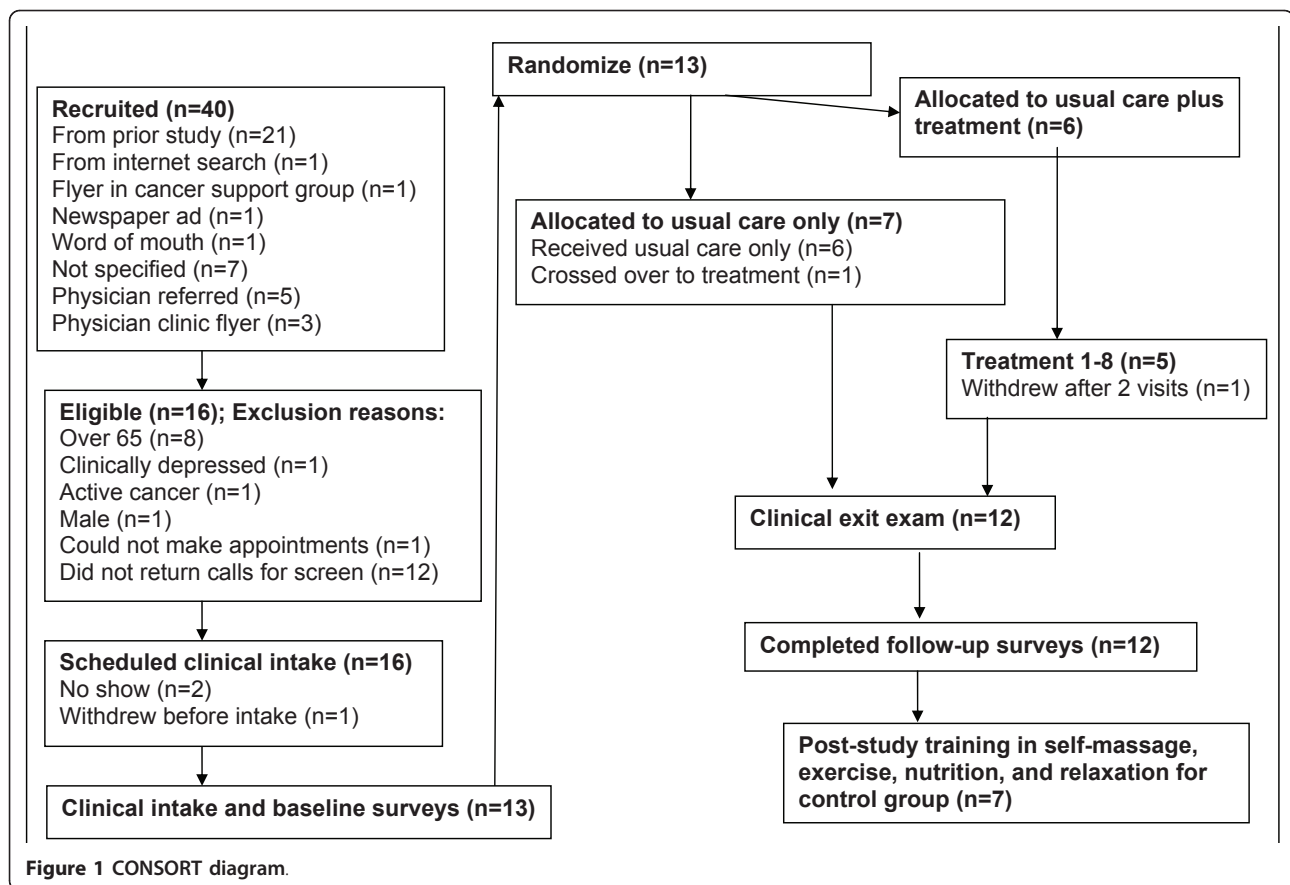 Recruited (n=40)
From prior study (n=21)
From internet search (n=1)
Flyer in cancer support group (n=1)
Newspaper ad (n=1)
Word of mouth (n=1)
Not specified (n=7)
Physician referred (n=5)
Physician clinic flyer (n=3)
Eligible (n=16); Exclusion reasons:
Over 65 (n=8)
Clinically depressed (n=1)
Active cancer (n=1)
Male (n=1)
Could not make appointments (n=1)
Did not return calls for screen (n=12)
Scheduled clinical intake (n=16)
No show (n=2)
Withdrew before intake (n=1)
Clinical intake and baseline surveys (n=13)
Randomize (n=13)
Allocated to usual care plus
treatment (n=6)
Allocated to usual care only (n=7)
Received usual care only (n=6)
Crossed over to treatment (n=1)
Treatment 1-8 (n=5)
Withdrew after 2 visits (n=1)
Clinical exit exam (n=12)
Completed follow-up surveys (n=12)
Post-study training in self-massage,
exercise, nutrition, and relaxation for
control group (n=7)
Figure 1 CONSORT diagram.